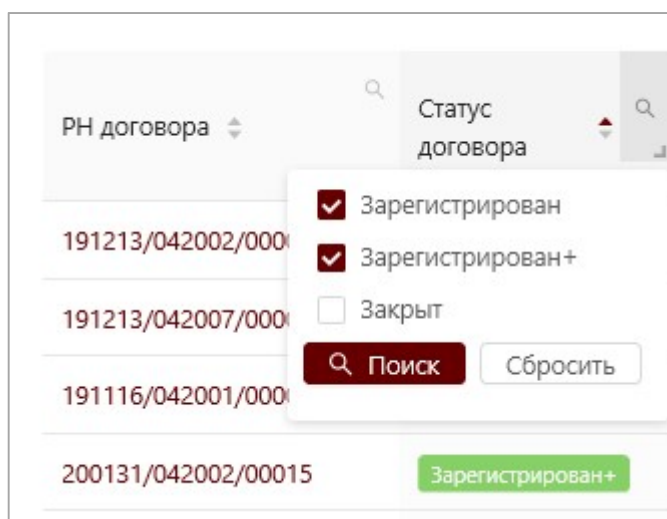 РН договора
Статус
договора
Зарегистрирован
191213/042002/000
Зарегистрирован+
Закрыт
191213/042007/000
Поиск
Сбросить
191116/042001/000
200131/042002/00015
Зарегистрирован+